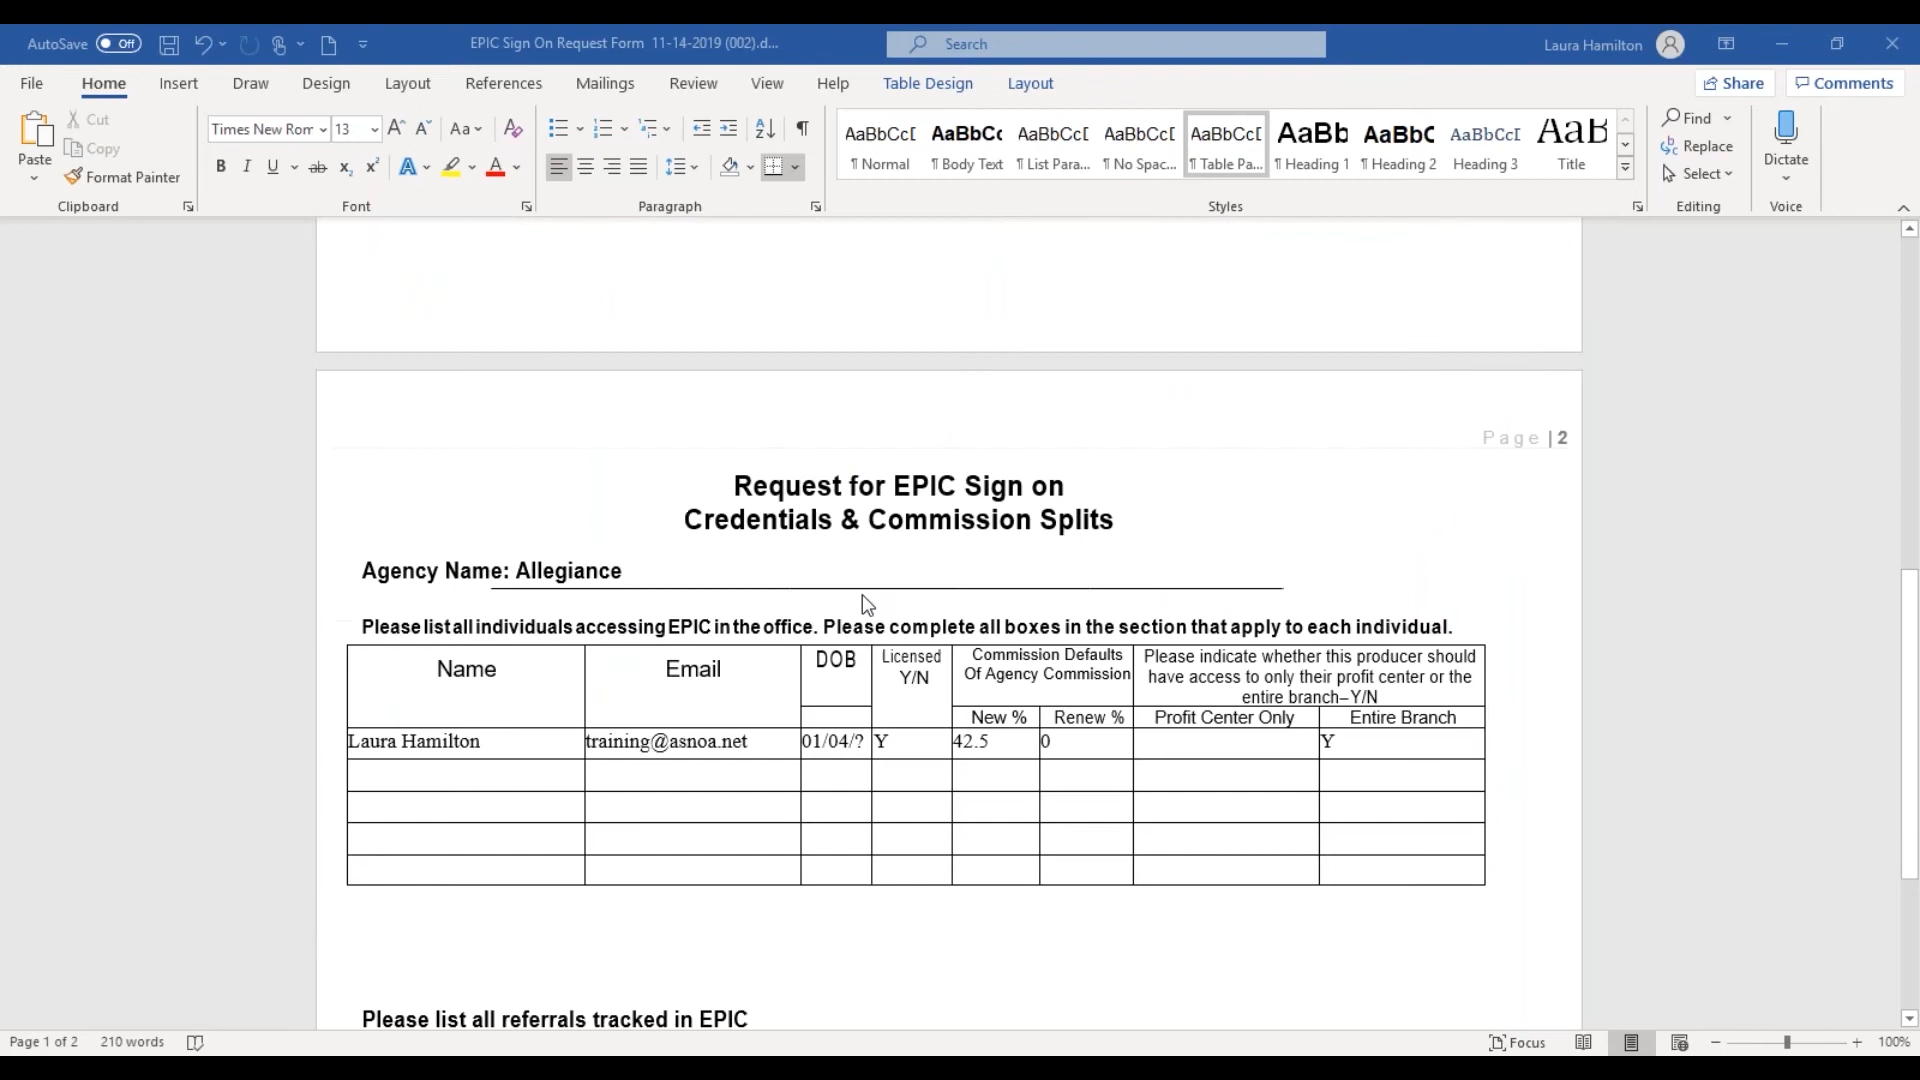 AutoSave Off EPIC Sign On Request Form 11-14-2019 (002).d... Search Laura Hamilton
File Home Insert Draw Design Layout References Mailings Review View Help Table Design Layout Share Comments
Paste Cut Copy Format Painter
Times New Ror 13 A A Aa A
B I U ab x2 x2 A A
AaBbCcI AaBbCc AaBbCcI AaBbCcI AaBbCcI AaBb AaBbC AaBbCcI AaB
¶ Normal ¶ Body Text ¶ List Para... ¶ No Spac... ¶ Table Pa... ¶ Heading 1 ¶ Heading 2 Heading 3 Title
Find
Replace
Select
Dictate
Clipboard Font Paragraph Styles Editing Voice
Page | 2
Request for EPIC Sign on
Credentials & Commission Splits
Agency Name: Allegiance
Please list all individuals accessing EPIC in the office. Please complete all boxes in the section that apply to each individual.
Name Email DOB Licensed Y/N Commission Defaults Of Agency Commission Please indicate whether this producer should have access to only their profit center or the entire branch–Y/N
New % Renew % Profit Center Only Entire Branch
Laura Hamilton training@asnoa.net 01/04/? Y 42.5 0 Y
Please list all referrals tracked in EPIC
Page 1 of 2 210 words Focus 100%